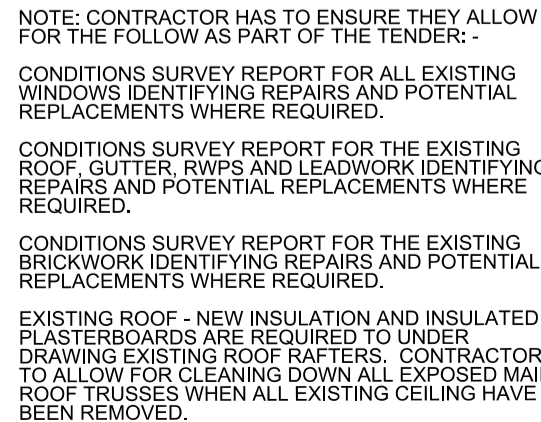 NOTE: CONTRACTOR HAS TO ENSURE THEY ALLOW
FOR THE FOLLOW AS PART OF THE TENDER: -
CONDITIONS SURVEY REPORT FOR ALL EXISTING
WINDOWS IDENTIFYING REPAIRS AND POTENTIAL
REPLACEMENTS WHERE REQUIRED.
CONDITIONS SURVEY REPORT FOR THE EXISTING
ROOF, GUTTER, RWPS AND LEADWORK IDENTIFYING
REPAIRS AND POTENTIAL REPLACEMENTS WHERE
REQUIRED.
CONDITIONS SURVEY REPORT FOR THE EXISTING
BRICKWORK IDENTIFYING REPAIRS AND POTENTIAL
REPLACEMENTS WHERE REQUIRED.
EXISTING ROOF - NEW INSULATION AND INSULATED
PLASTERBOARDS ARE REQUIRED TO UNDER
DRAWING EXISTING ROOF RAFTERS. CONTRACTOR
TO ALLOW FOR CLEANING DOWN ALL EXPOSED MAI
ROOF TRUSSES WHEN ALL EXISTING CEILING HAVE
BEEN REMOVED.